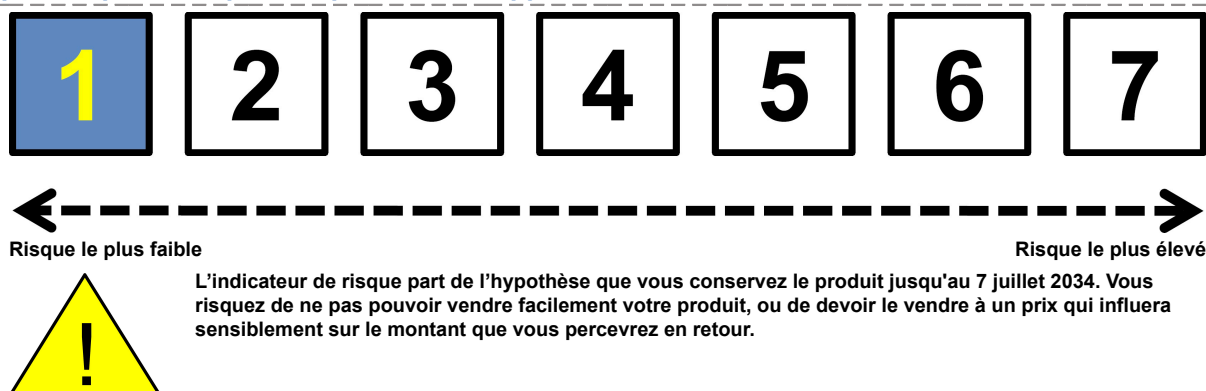 1 2 3 4 5 6 7
Risque le plus faible Risque le plus élevé
L’indicateur de risque part de l’hypothèse que vous conservez le produit jusqu'au 7 juillet 2034. Vous
risquez de ne pas pouvoir vendre facilement votre produit, ou de devoir le vendre à un prix qui influera
sensiblement sur le montant que vous percevrez en retour.
!